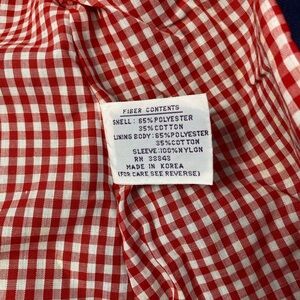 FIBER CONTENTS
SHELL: 65%POLYESTER
35%COTTON
LINING BODY: 65%POLYESTER
35%COTTON
SLEEVE:100%NYLON
RN 38843
MADE IN KOREA
(FOR CARE SEE REVERSE)